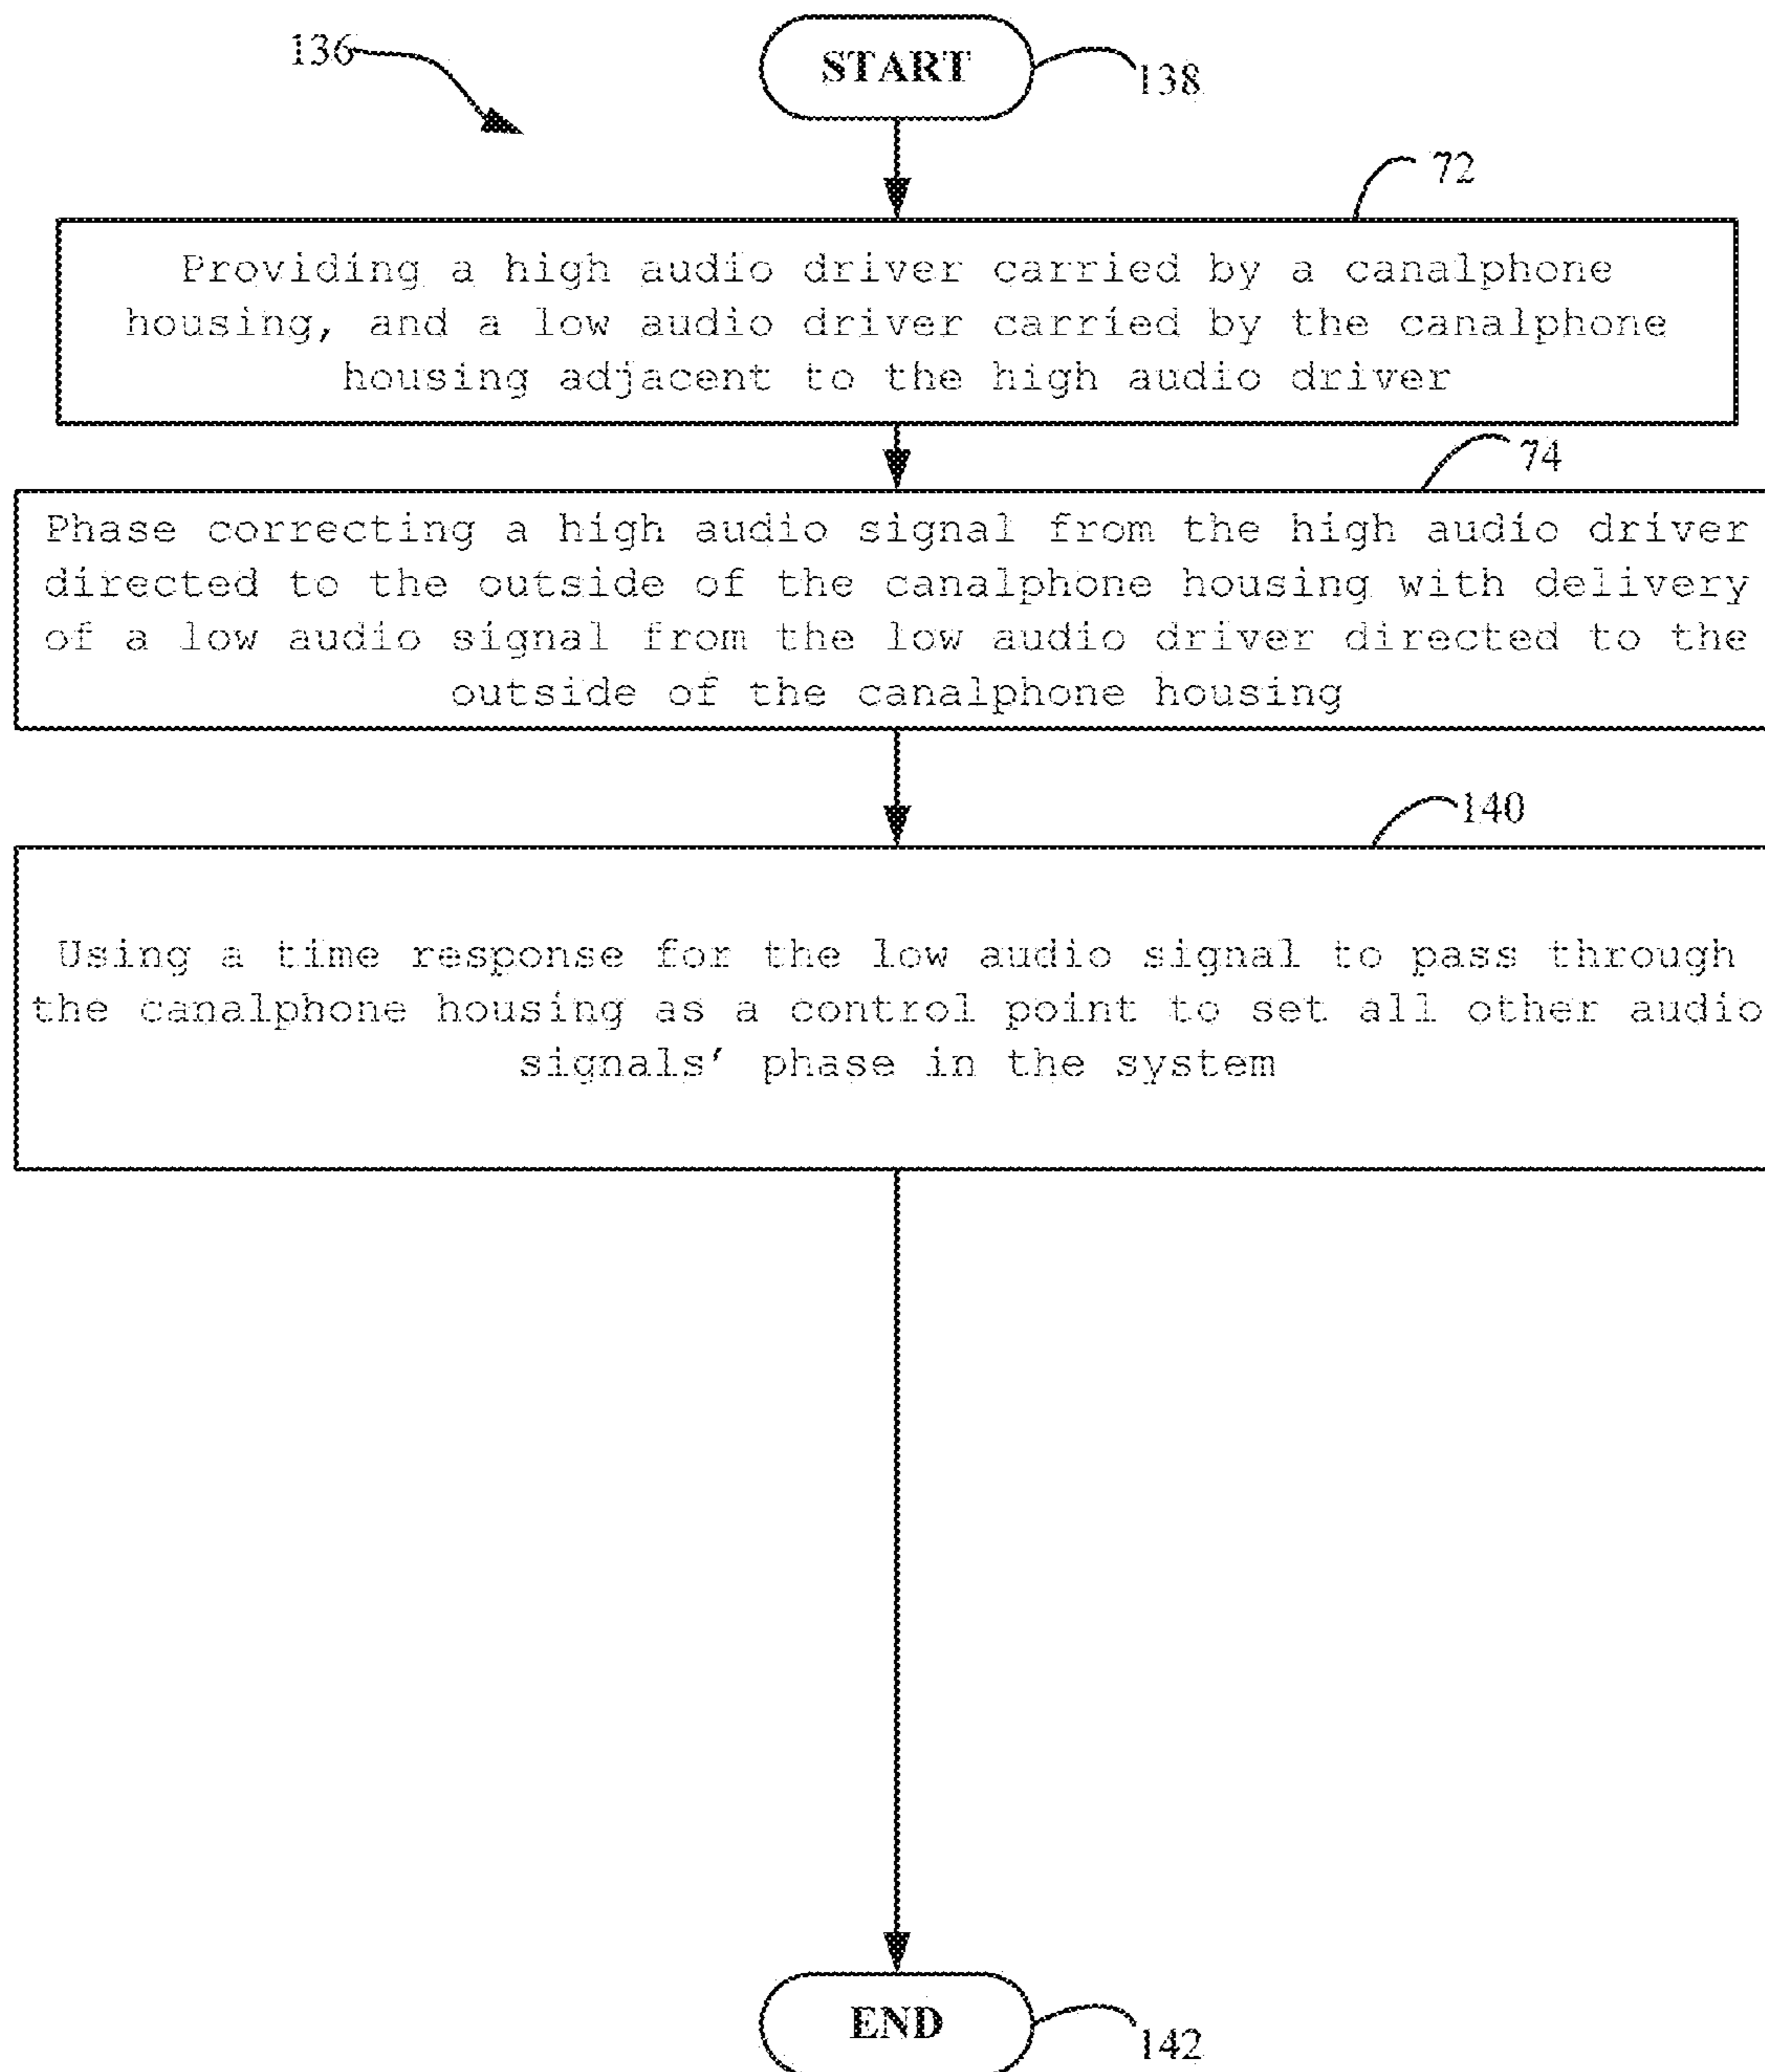 136
START
138
72
Providing a high audio driver carried by a canalphone
housing, and a low audio driver carried by the canalphone
housing adjacent to the high audio driver
74
Phase correcting a high audio signal from the high audio driver
directed to the outside of the canalphone housing with delivery
of a low audio signal from the low audio driver directed to the
outside of the canalphone housing
140
Using a time response for the low audio signal to pass through
the canalphone housing as a control point to set all other audio
signals' phase in the system
END
142